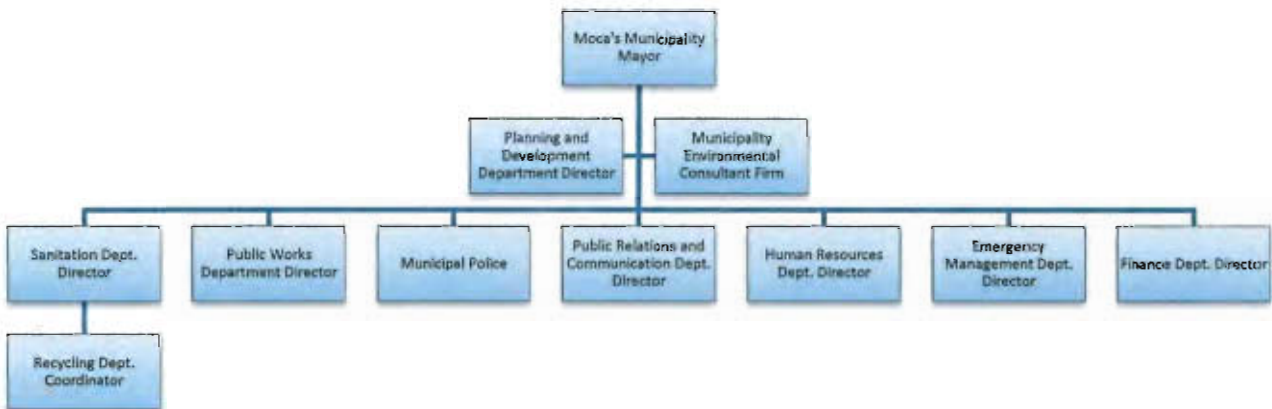 Moca's Municipality
Mayor
Planning and
Development
Department Director
Municipality
Environmental
Consultant Firm
Sanitation Dept.
Director
Public Works
Department Director
Municipal Police
Public Relations and
Communication Dept.
Director
Human Resources
Dept. Director
Emergency
Management Dept.
Director
Finance Dept. Director
Recycling Dept.
Coordinator